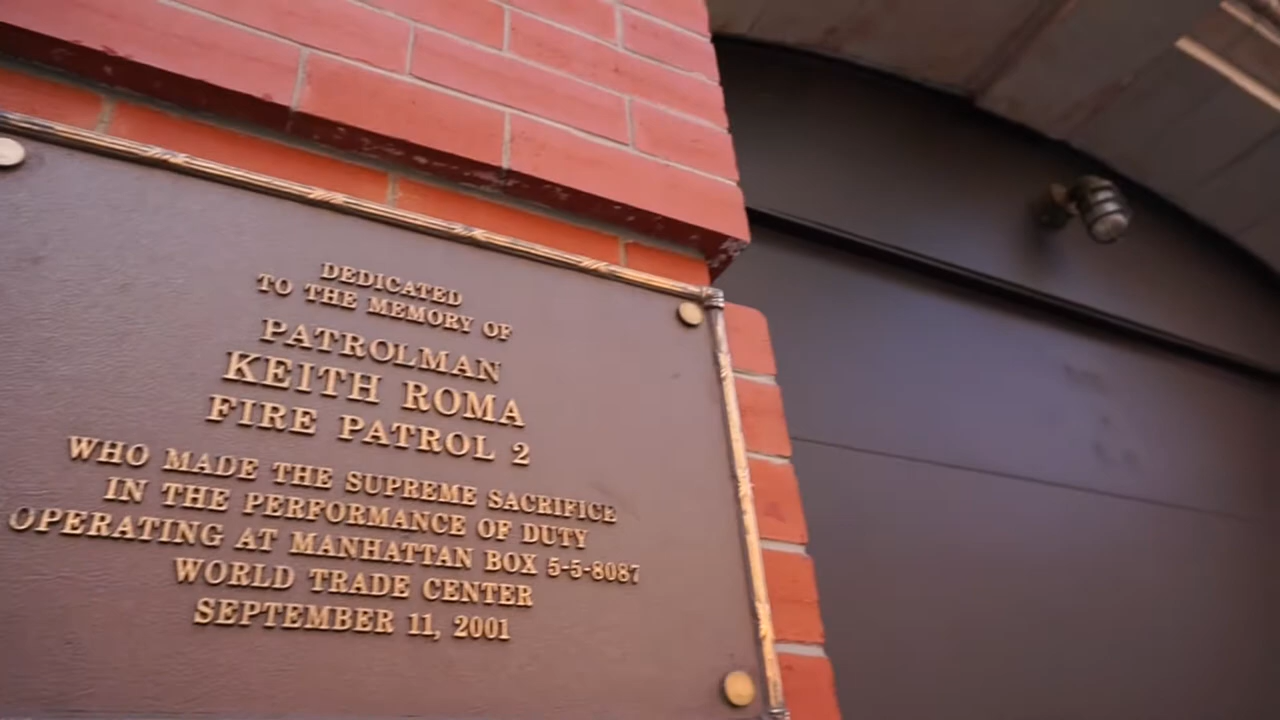 DEDICATED
TO THE MEMORY OF
PATROLMAN
KEITH ROMA
FIRE PATROL 2
WHO MADE THE SUPREME SACRIFICE
IN THE PERFORMANCE OF DUTY
OPERATING AT MANHATTAN BOX 5-5-8087
WORLD TRADE CENTER
SEPTEMBER 11, 2001